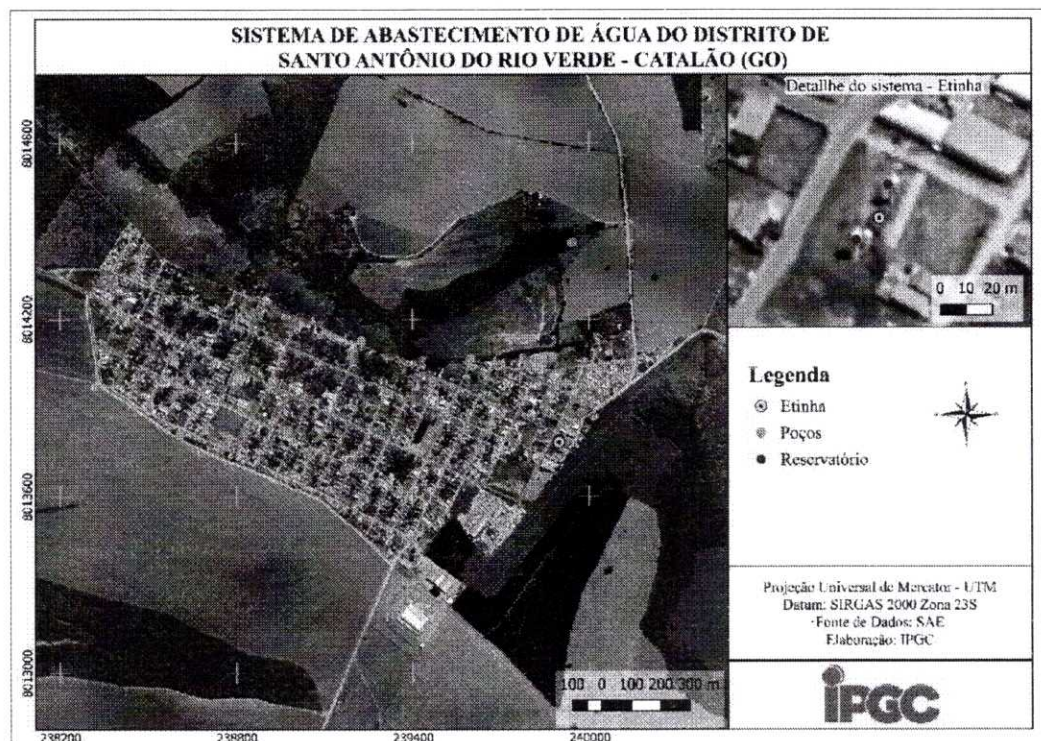 SISTEMA DE ABASTECIMENTO DE ÁGUA DO DISTRITO DE
SANTO ANTÔNIO DO RIO VERDE - CATALÃO (GO)
Detallhe do sistema - Etinha
0 10 20 m
Legenda
Etinha
Poços
Reservatório
Projeção Universal de Mercator - UTM
Datum: SIRGAS 2000 Zona 23S
Fonte de Dados: SAE
Elaboração: IPGC
iPGC
100 0 100 200 300 m
8014800
8014200
8013600
8013000
238200
238800
239400
240000